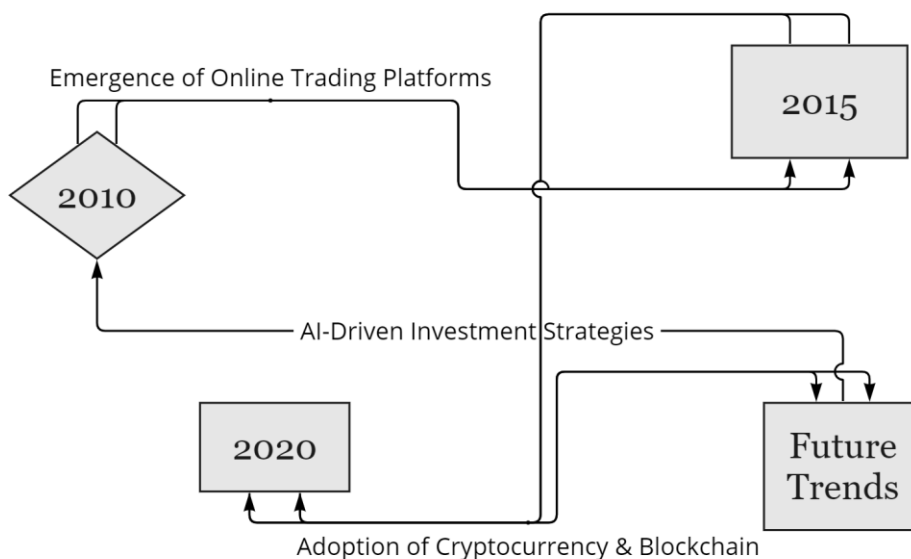 Emergence of Online Trading Platforms
2015
2010
AI-Driven Investment Strategies
2020
Future
Trends
Adoption of Cryptocurrency & Blockchain